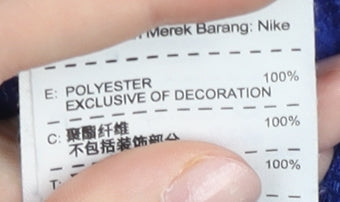 Merek Barang: Nike
E: POLYESTER 100%
EXCLUSIVE OF DECORATION
C: 聚酯纤维 100%
不包括装饰部分
T: 100%